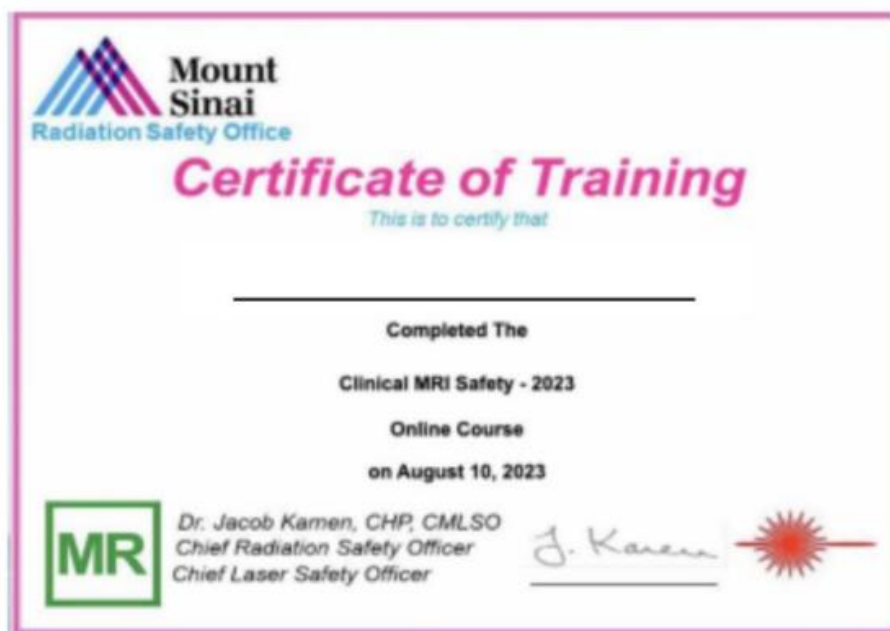 Mount
Sinai
Radiation Safety Office
Certificate of Training
This is to certify that
Completed The
Clinical MRI Safety - 2023
Online Course
on August 10, 2023
MR
Dr. Jacob Kamen, CHP, CMLSO
Chief Radiation Safety Officer
Chief Laser Safety Officer
J. Kamen